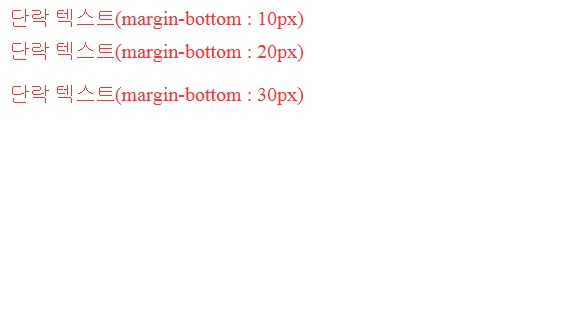 단락 텍스트(margin-bottom : 10px)
단락 텍스트(margin-bottom : 20px)
단락 텍스트(margin-bottom : 30px)